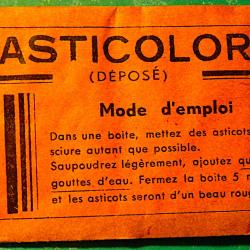 ASTICOLOR
(DÉPOSÉ)
Mode d'emploi
Dans une boite, mettez des asticots
sciure autant que possible.
Saupoudrez légèrement, ajoutez
gouttes d'eau. Fermez la boite 5
et les asticots seront d'un beau